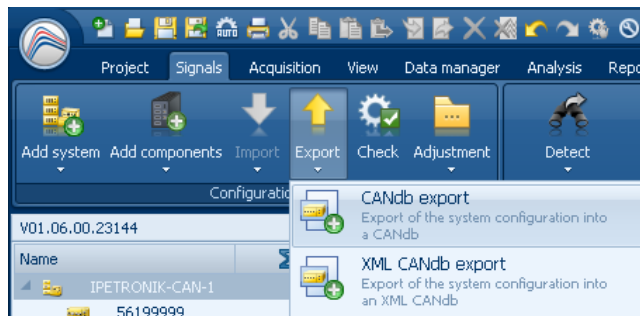 AUTO
Project Signals Acquisition View Data manager Analysis Repo
Add system Add components Import Export Check Adjustment Detect
Configuratio
CANdb export
Export of the system configuration into
a CANdb
V01.06.00.23144
XML CANdb export
Export of the system configuration into
an XML CANdb
Name
IPETRONIK-CAN-1
56199999